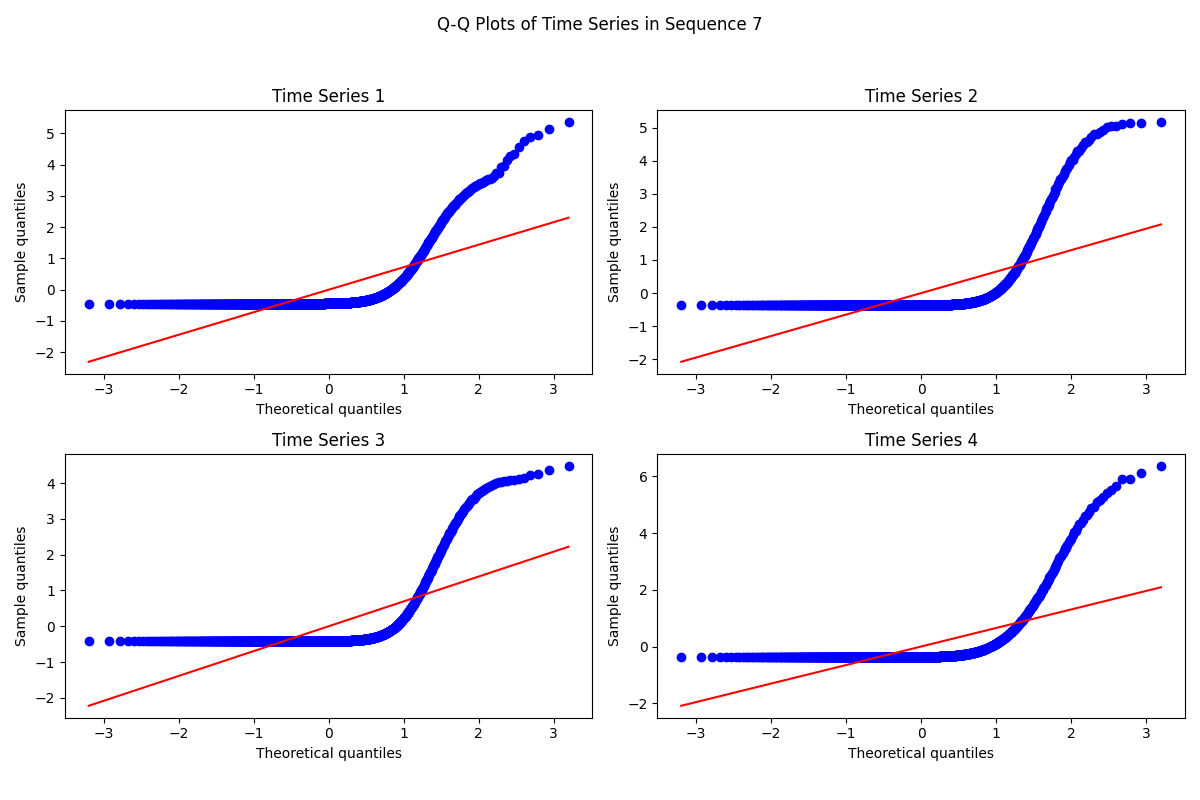 Q-Q Plots of Time Series in Sequence 7
Time Series 1
Sample quantiles
5
4
3
2
1
0
−1
−2
−3 −2 −1 0 1 2 3
Theoretical quantiles
Time Series 2
Sample quantiles
5
4
3
2
1
0
−1
−2
−3 −2 −1 0 1 2 3
Theoretical quantiles
Time Series 3
Sample quantiles
4
3
2
1
0
−1
−2
−3 −2 −1 0 1 2 3
Theoretical quantiles
Time Series 4
Sample quantiles
6
4
2
0
−2
−3 −2 −1 0 1 2 3
Theoretical quantiles